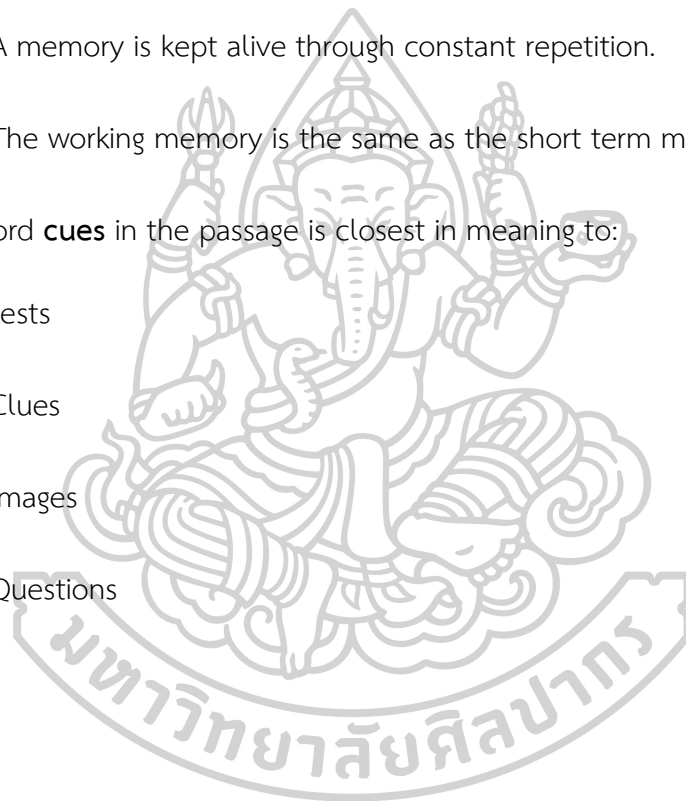 A memory is kept alive through constant repetition.
The working memory is the same as the short term m
ord cues in the passage is closest in meaning to:
ests
Clues
mages
Questions
มหาวิทยาลัยศิลปากร